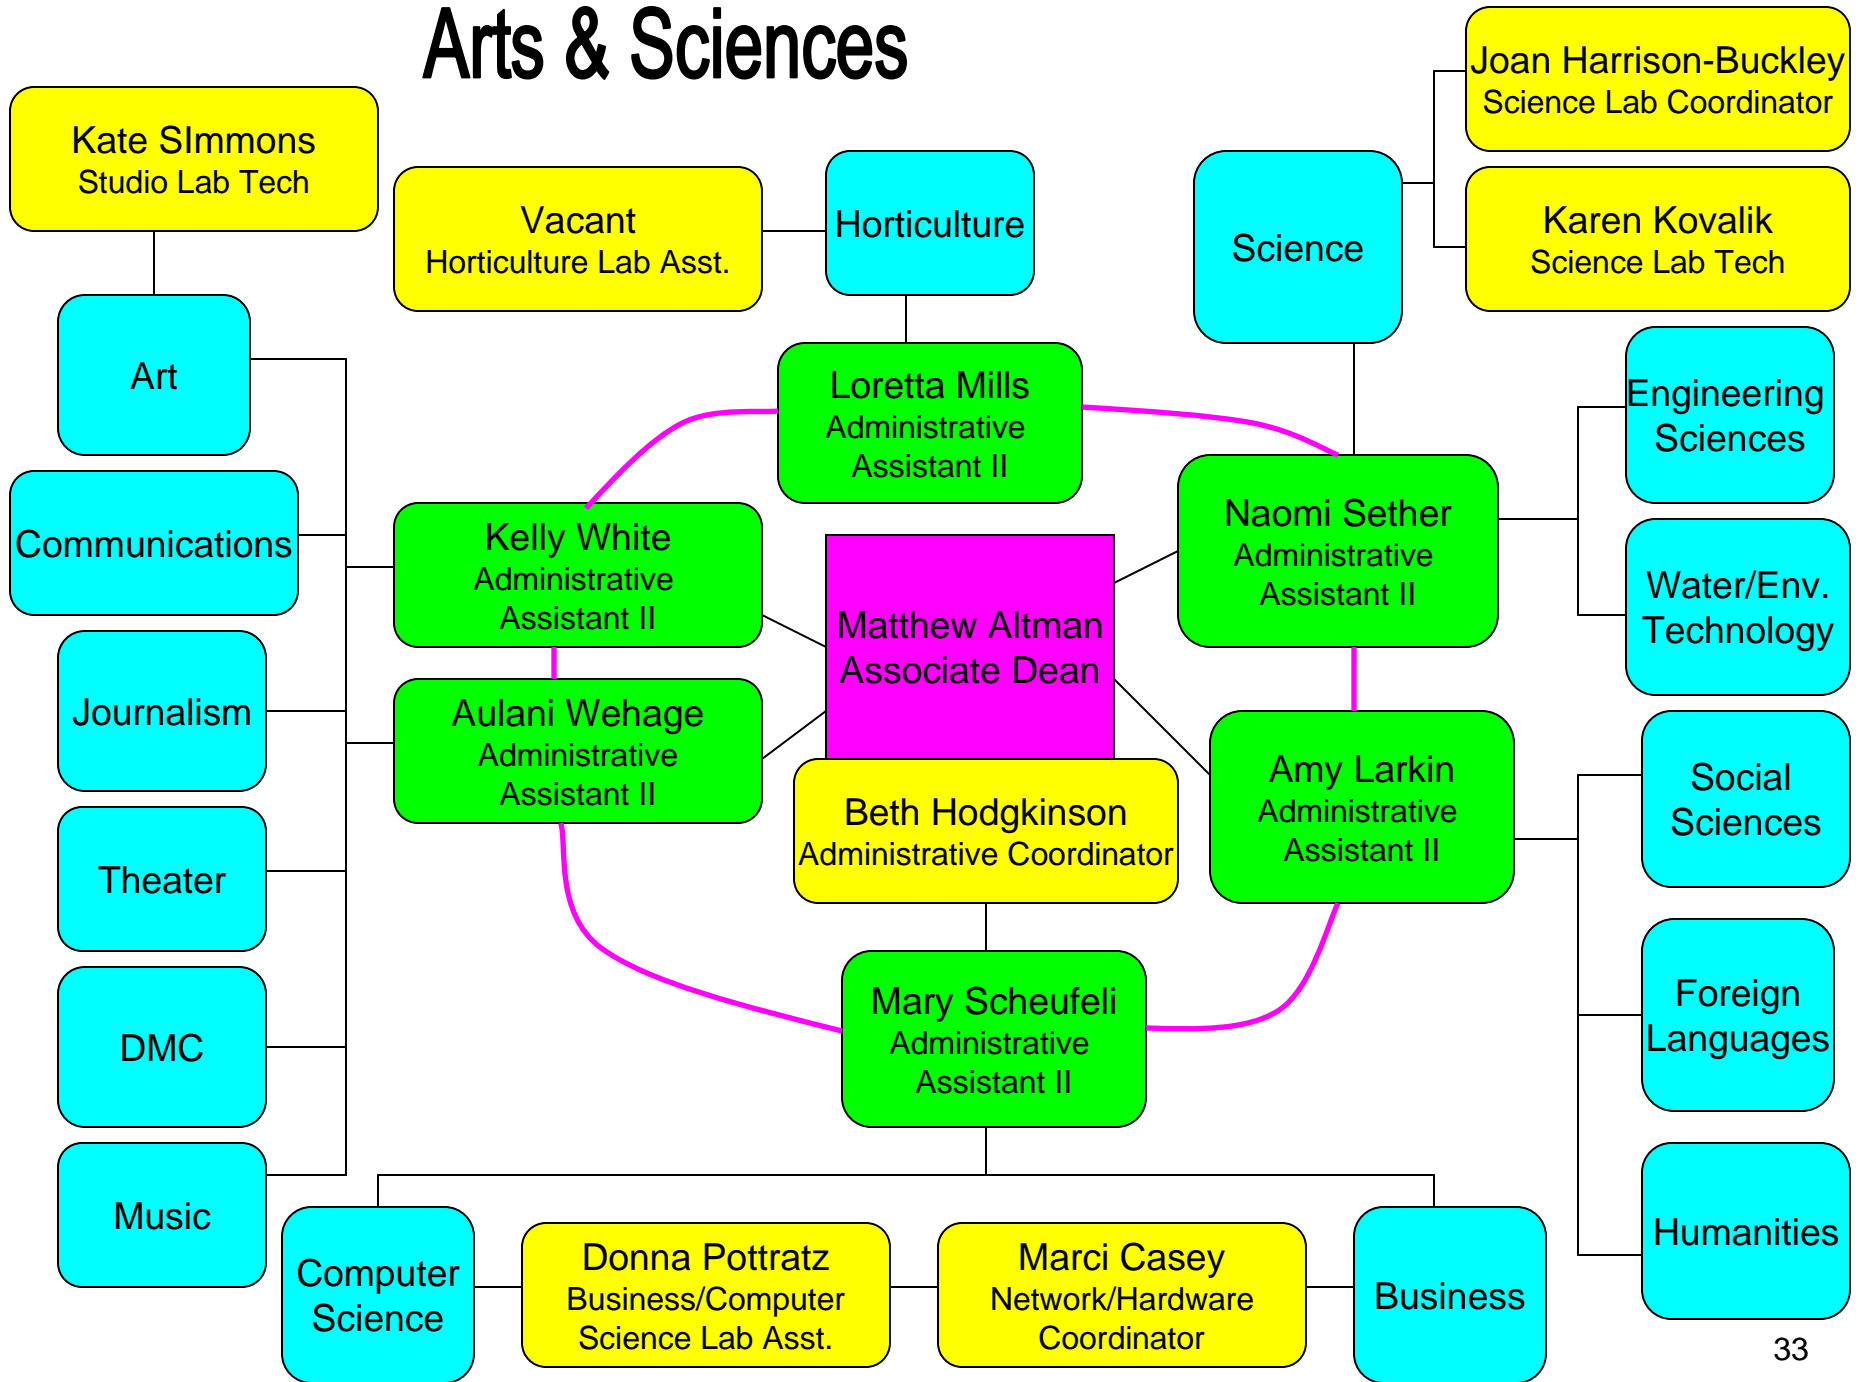 Arts & Sciences
Joan Harrison-Buckley
Science Lab Coordinator
Kate SImmons
Studio Lab Tech
Vacant
Horticulture Lab Asst.
Horticulture
Science
Karen Kovalik
Science Lab Tech
Art
Loretta Mills
Administrative
Assistant II
Engineering
Sciences
Communications
Kelly White
Administrative
Assistant II
Matthew Altman
Associate Dean
Naomi Sether
Administrative
Assistant II
Water/Env.
Technology
Journalism
Aulani Wehage
Administrative
Assistant II
Beth Hodgkinson
Administrative Coordinator
Amy Larkin
Administrative
Assistant II
Social
Sciences
Theater
DMC
Mary Scheufeli
Administrative
Assistant II
Foreign
Languages
Music
Computer
Science
Donna Pottratz
Business/Computer
Science Lab Asst.
Marci Casey
Network/Hardware
Coordinator
Business
Humanities
33